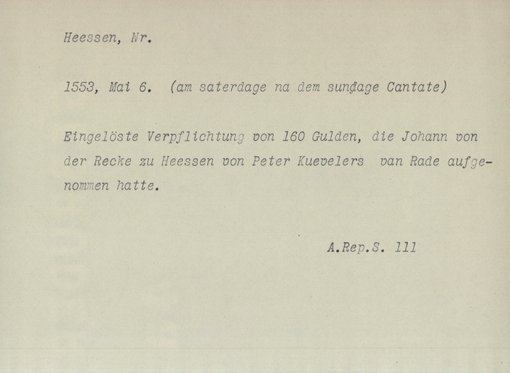 Heessen, Nr.
1553, Mai 6. (am saterdage na dem sundage Cantate)
Eingelöste Verpflichtung von 160 Gulden, die Johann von
der Recke zu Heessen von Peter Kuevelers van Rade aufge-
nommen hatte.
A.Rep.S. 111